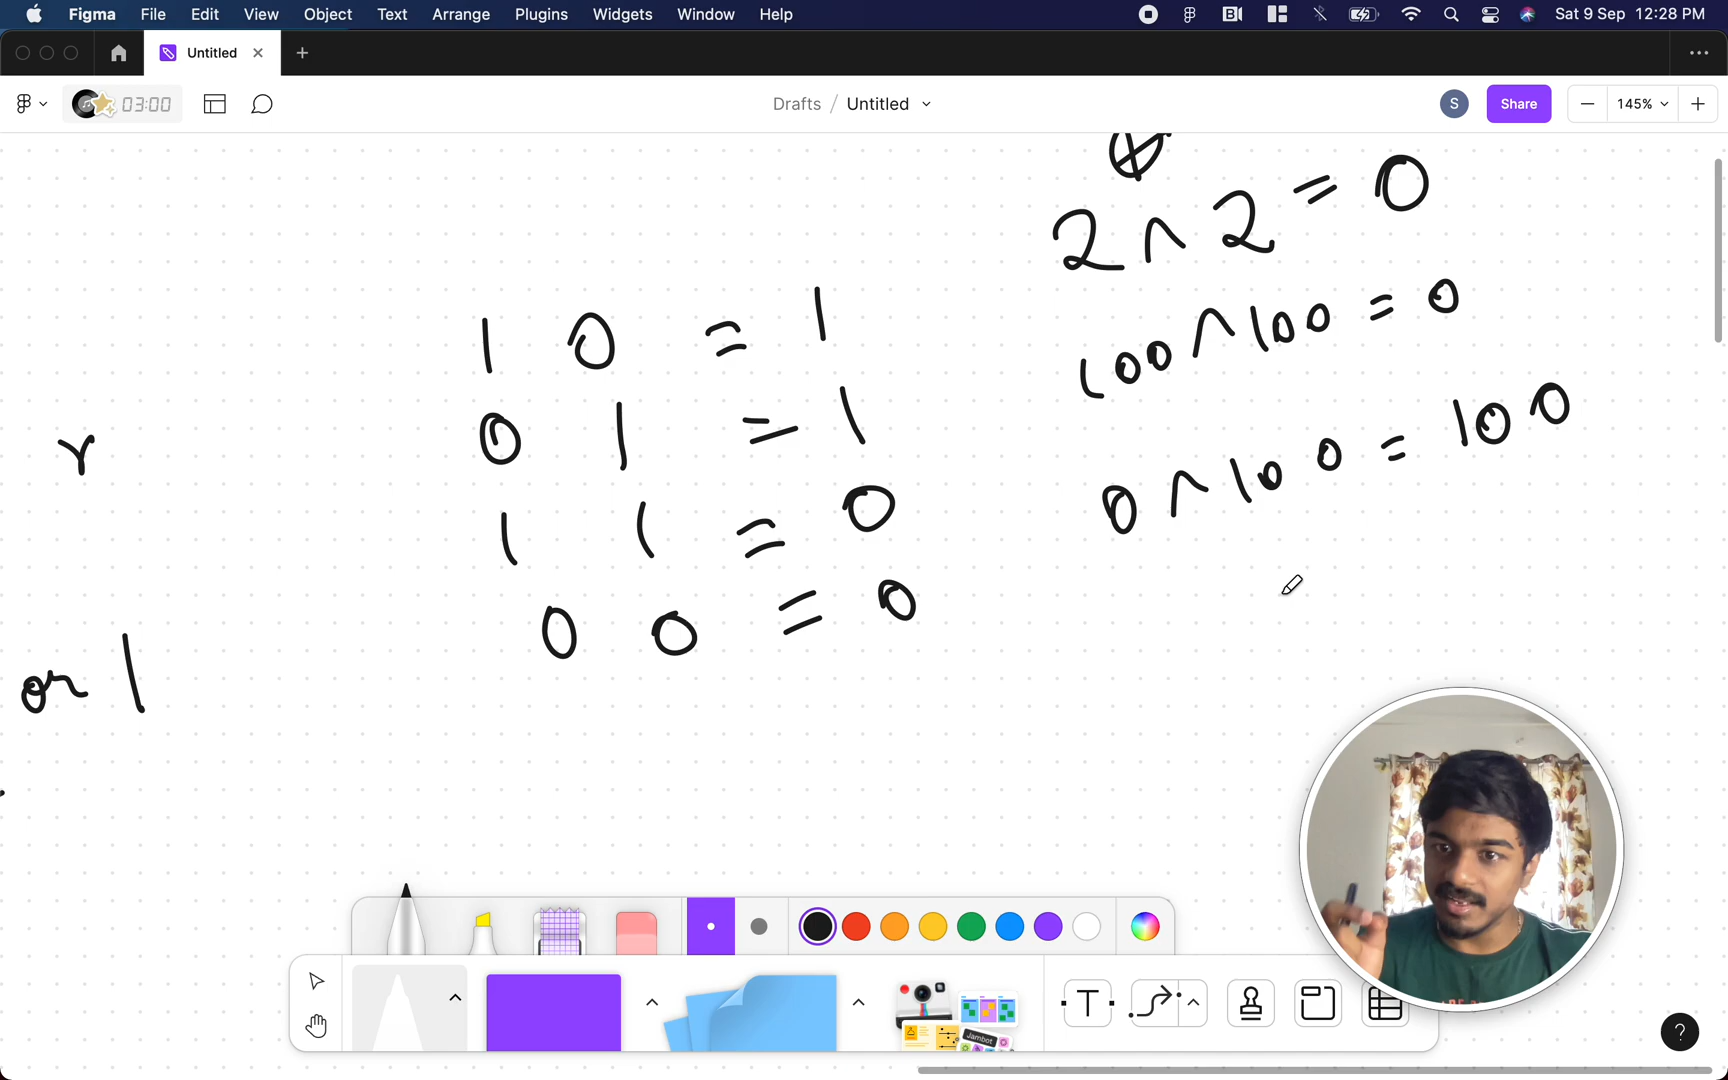 Figma File Edit View Object Text Arrange Plugins Widgets Window Help Sat 9 Sep 12:28 PM
Untitled
03:00 Drafts / Untitled S Share 145%
2 ^ 2 = 0
1 0 = 1
100 ^ 100 = 0
0 1 = 1
0 ^ 100 = 100
r
1 1 = 0
0 0 = 0
or 1
T
Jambot
?